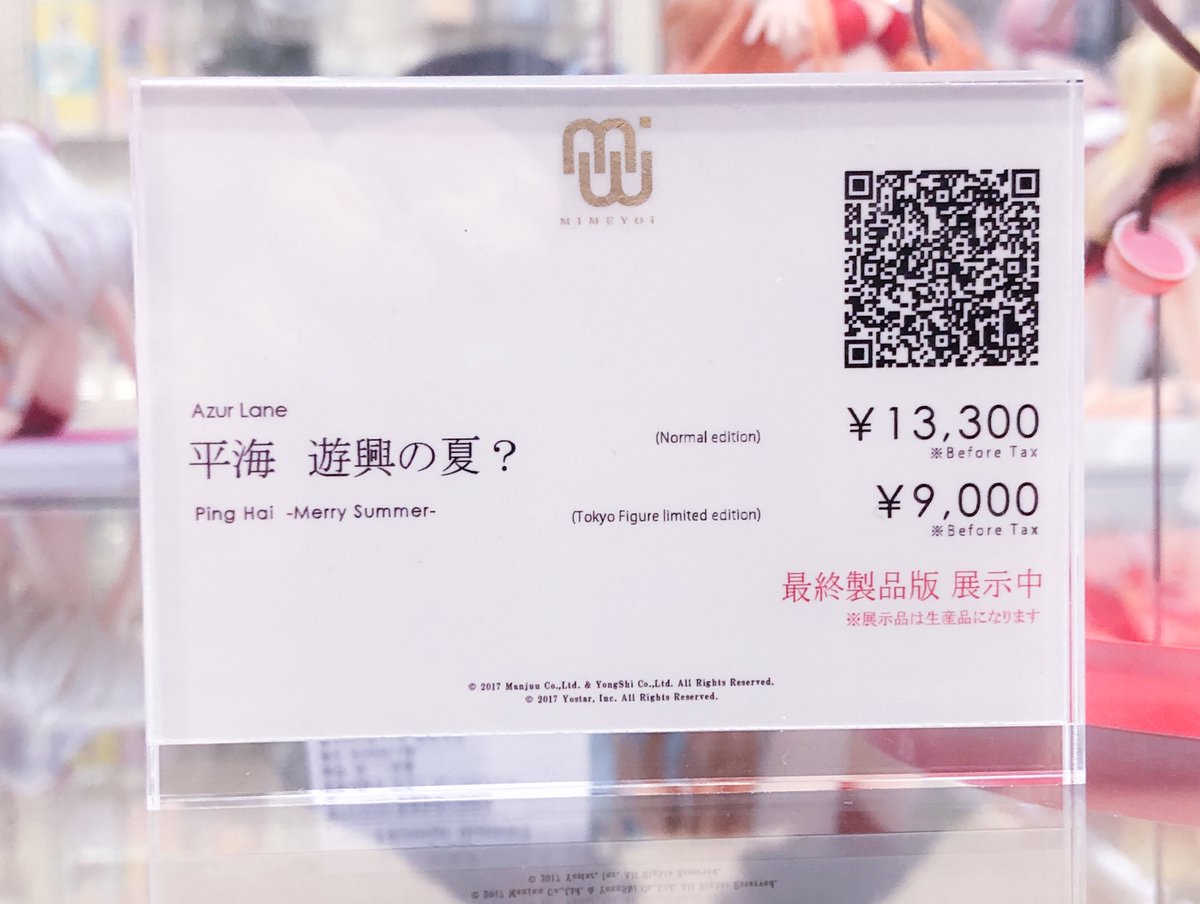 MIMEYOI
Azur Lane
平海 遊興の夏？
Ping Hai -Merry Summer-
(Normal edition)
¥13,300
※Before Tax
(Tokyo Figure limited edition)
¥9,000
※Before Tax
最終製品版 展示中
※展示品は生産品になります
© 2017 Manjuu Co.,Ltd. & YongShi Co.,Ltd. All Rights Reserved.
© 2017 Yostar, Inc. All Rights Reserved.